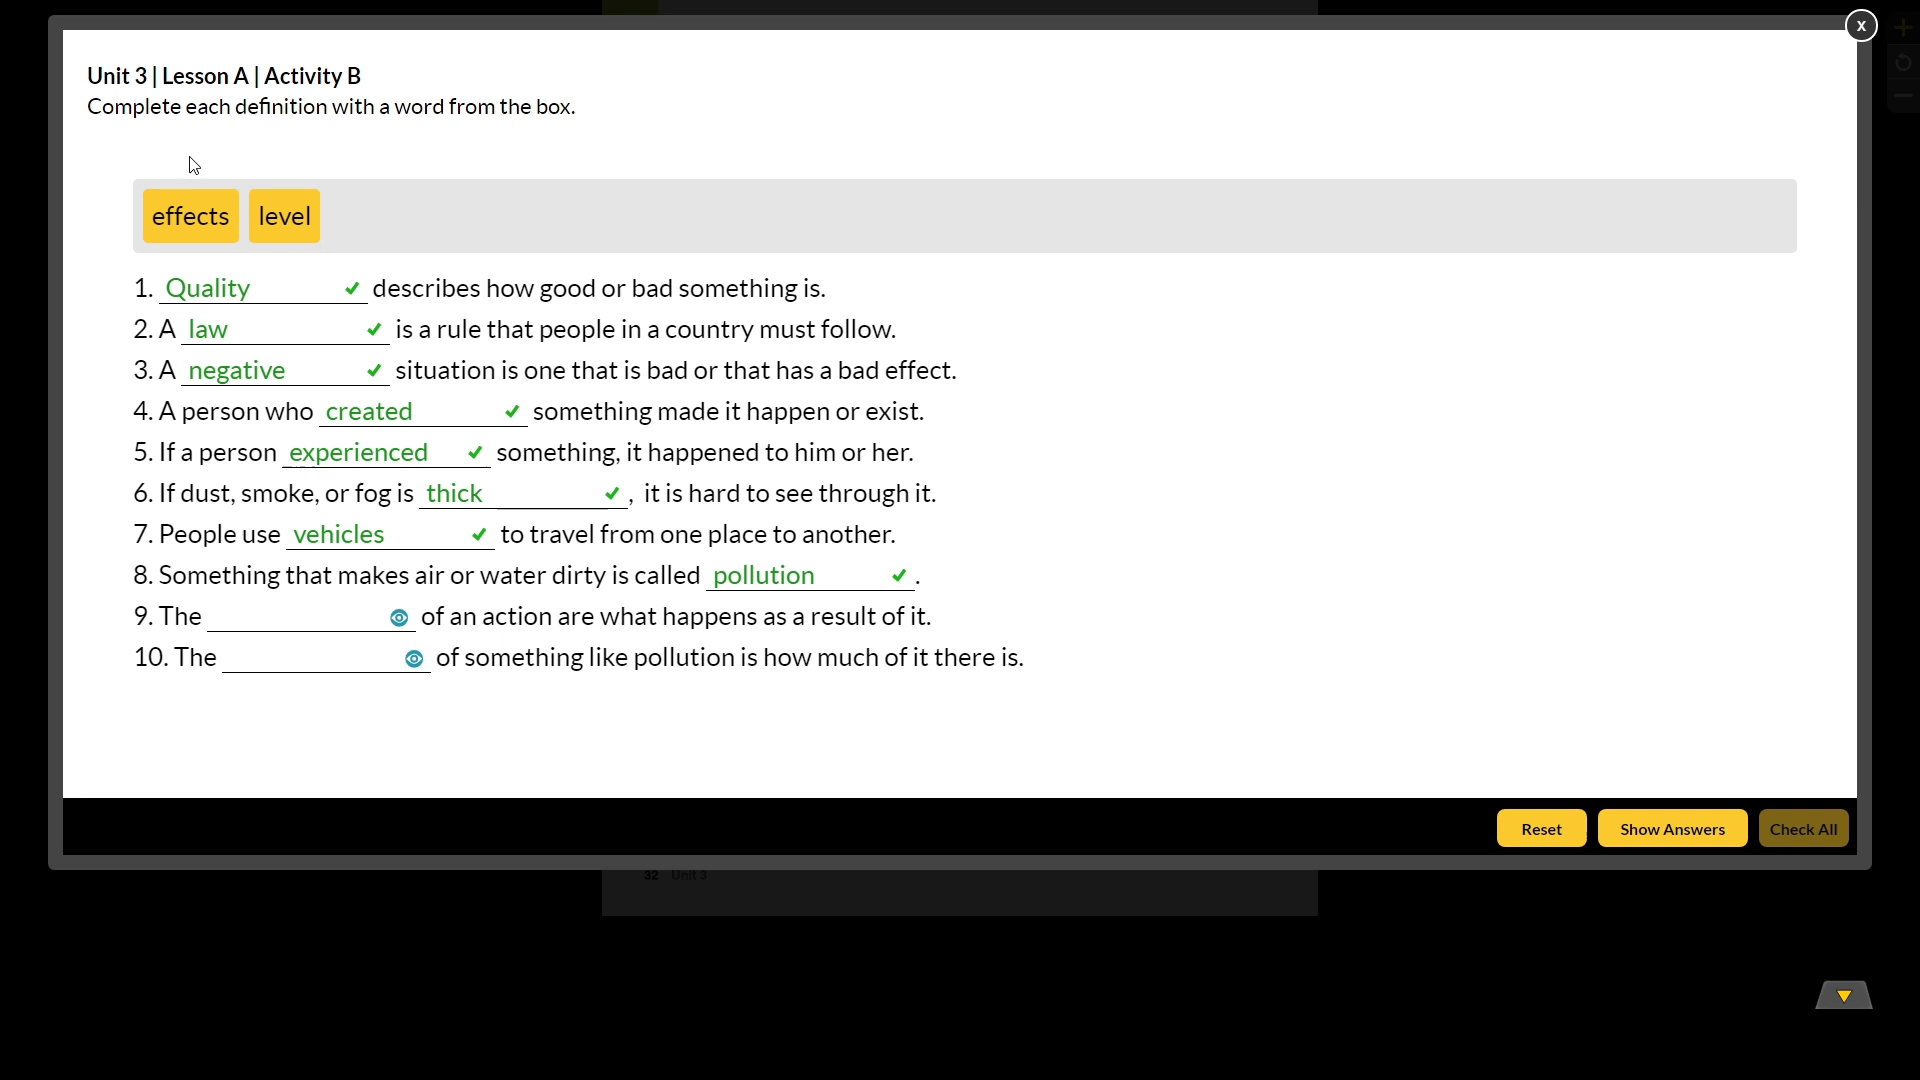 X
Unit 3 | Lesson A | Activity B
Complete each definition with a word from the box.
effects level
1. Quality ✔ describes how good or bad something is.
2. A law ✔ is a rule that people in a country must follow.
3. A negative ✔ situation is one that is bad or that has a bad effect.
4. A person who created ✔ something made it happen or exist.
5. If a person experienced ✔ something, it happened to him or her.
6. If dust, smoke, or fog is thick ✔, it is hard to see through it.
7. People use vehicles ✔ to travel from one place to another.
8. Something that makes air or water dirty is called pollution ✔.
9. The ____ of an action are what happens as a result of it.
10. The ____ of something like pollution is how much of it there is.
Reset Show Answers Check All
32 Unit 3